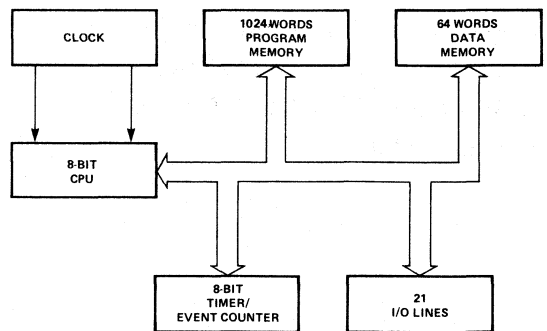 CLOCK
1024 WORDS
PROGRAM
MEMORY
64 WORDS
DATA
MEMORY
8-BIT
CPU
8-BIT
TIMER/
EVENT COUNTER
21
I/O LINES